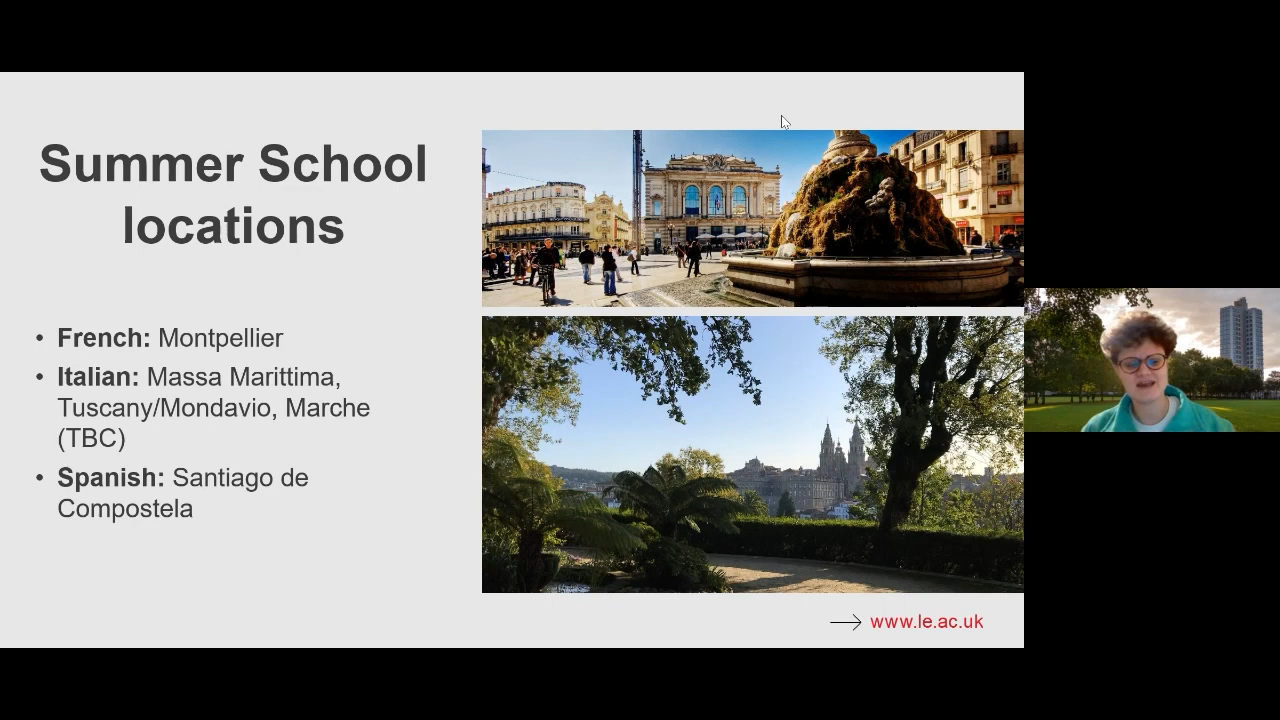 Summer School
locations
• French: Montpellier
• Italian: Massa Marittima,
Tuscany/Mondavio, Marche
(TBC)
• Spanish: Santiago de
Compostela
www.le.ac.uk